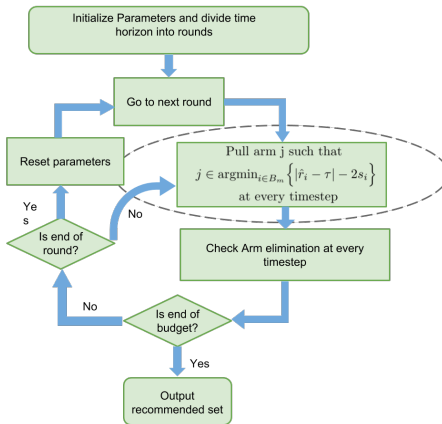 Initialize Parameters and divide time
horizon into rounds
Go to next round
Reset parameters
Pull arm j such that
j ∈ argmin_{i∈B_m}{|r̂_i − τ| − 2s_i}
at every timestep
Ye
s
No
Is end of
round?
Check Arm elimination at every
timestep
No
Is end of
budget?
Yes
Output
recommended set